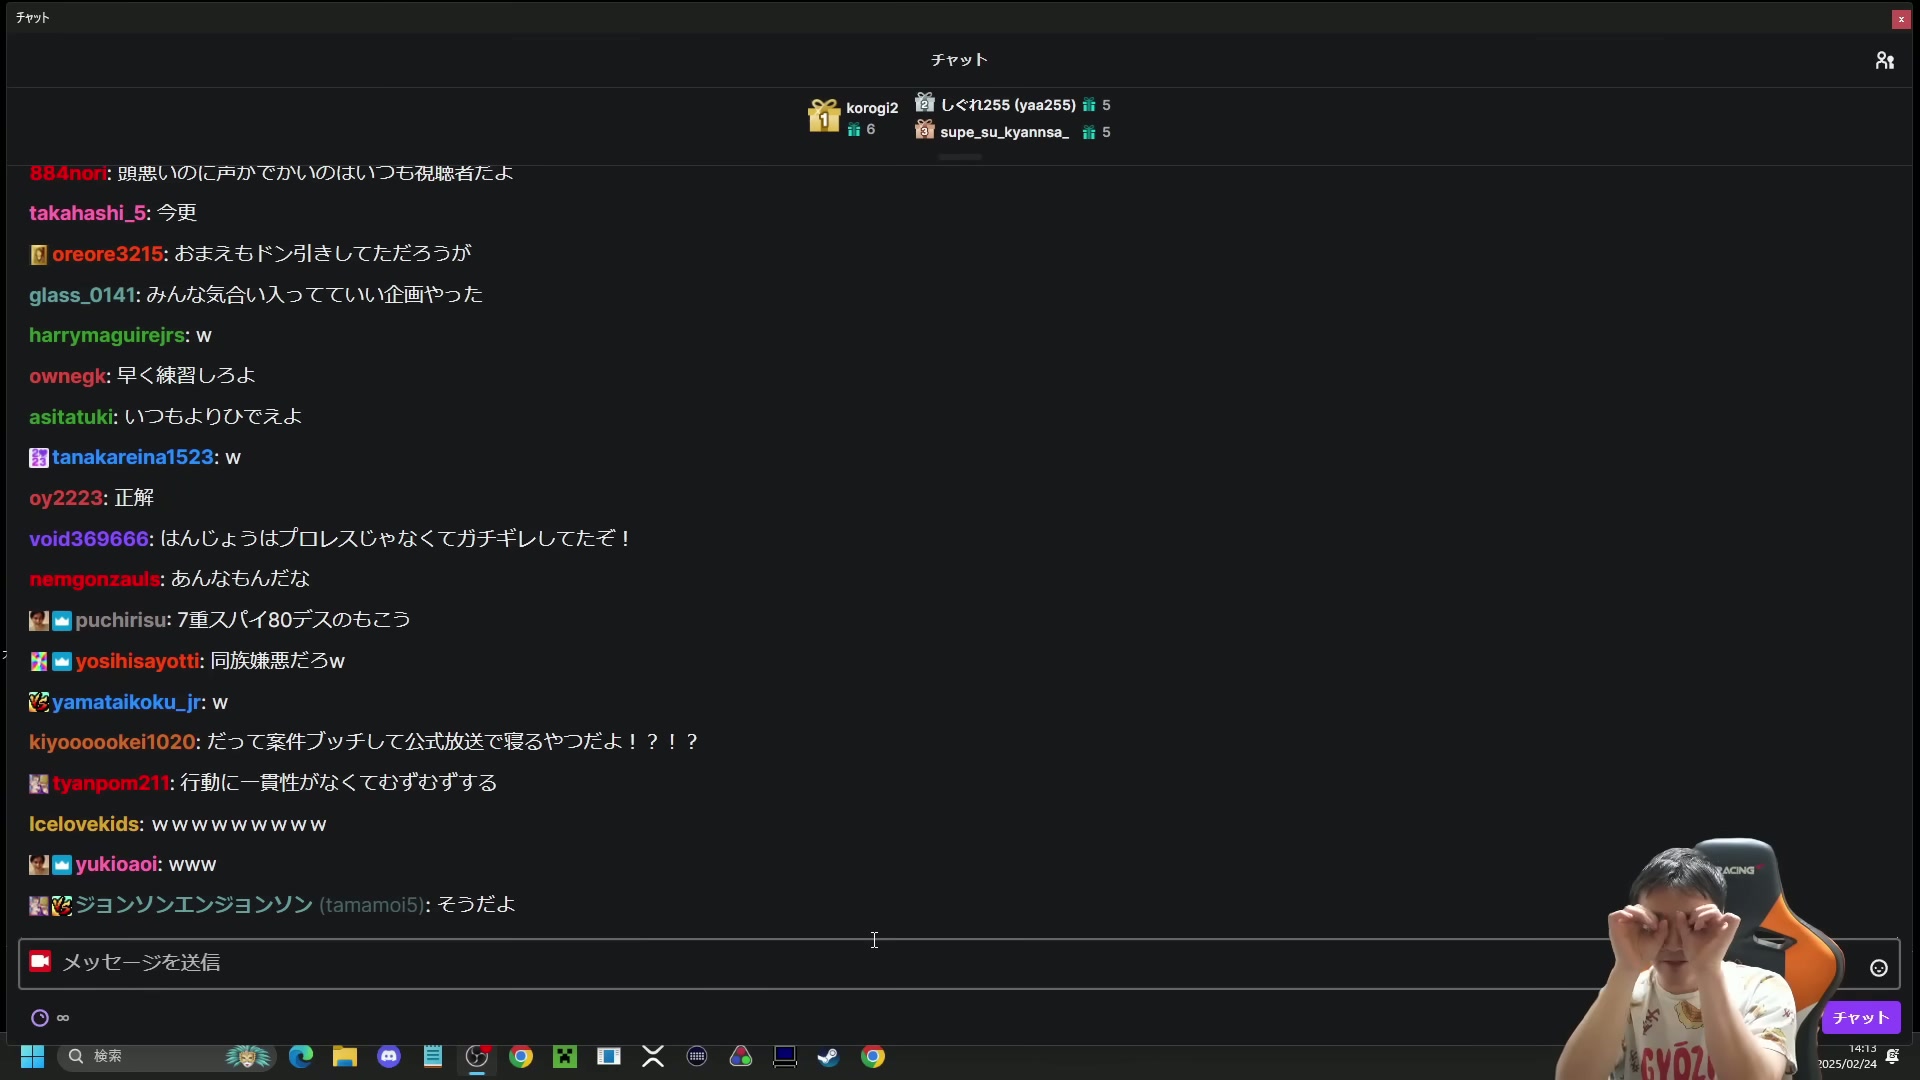 チャット
チャット
1 korogi2 6
2 しぐれ255 (yaa255) 5
3 supe_su_kyannsa_ 5
884nori: 頭悪いのに声がでかいのはいつも視聴者だよ
takahashi_5: 今更
oreore3215: おまえもドン引きしてただろうが
glass_0141: みんな気合い入ってていい企画やった
harrymaguirejrs: w
ownegk: 早く練習しろよ
asitatuki: いつもよりひでえよ
tanakareina1523: w
oy2223: 正解
void369666: はんじょうはプロレスじゃなくてガチギレしてたぞ！
nemgonzauls: あんなもんだな
puchirisu: 7重スパイ80デスのもこう
yosihisayotti: 同族嫌悪だろw
yamataikoku_jr: w
kiyoooookei1020: だって案件ブッチして公式放送で寝るやつだよ！？！？
tyanpom211: 行動に一貫性がなくてむずむずする
lcelovekids: ｗｗｗｗｗｗｗｗｗ
yukioaoi: www
ジョンソンエンジョンソン (tamamoi5): そうだよ
メッセージを送信
∞
チャット
検索
14:13
2025/02/24
RACING
GYOZ